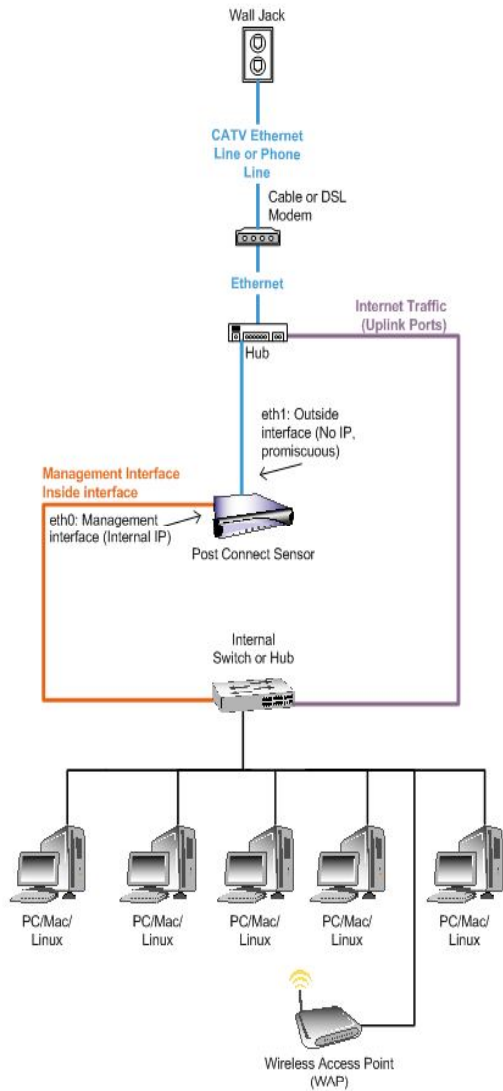 Wall Jack
CATV Ethernet
Line or Phone
Line
Cable or DSL
Modem
Ethernet
Internet Traffic
(Uplink Ports)
Hub
eth1: Outside
interface (No IP,
promiscuous)
Management Interface
Inside interface
eth0: Management
interface (Internal IP)
Post Connect Sensor
Internal
Switch or Hub
PC/Mac/
Linux
PC/Mac/
Linux
PC/Mac/
Linux
PC/Mac/
Linux
PC/Mac/
Linux
Wireless Access Point
(WAP)